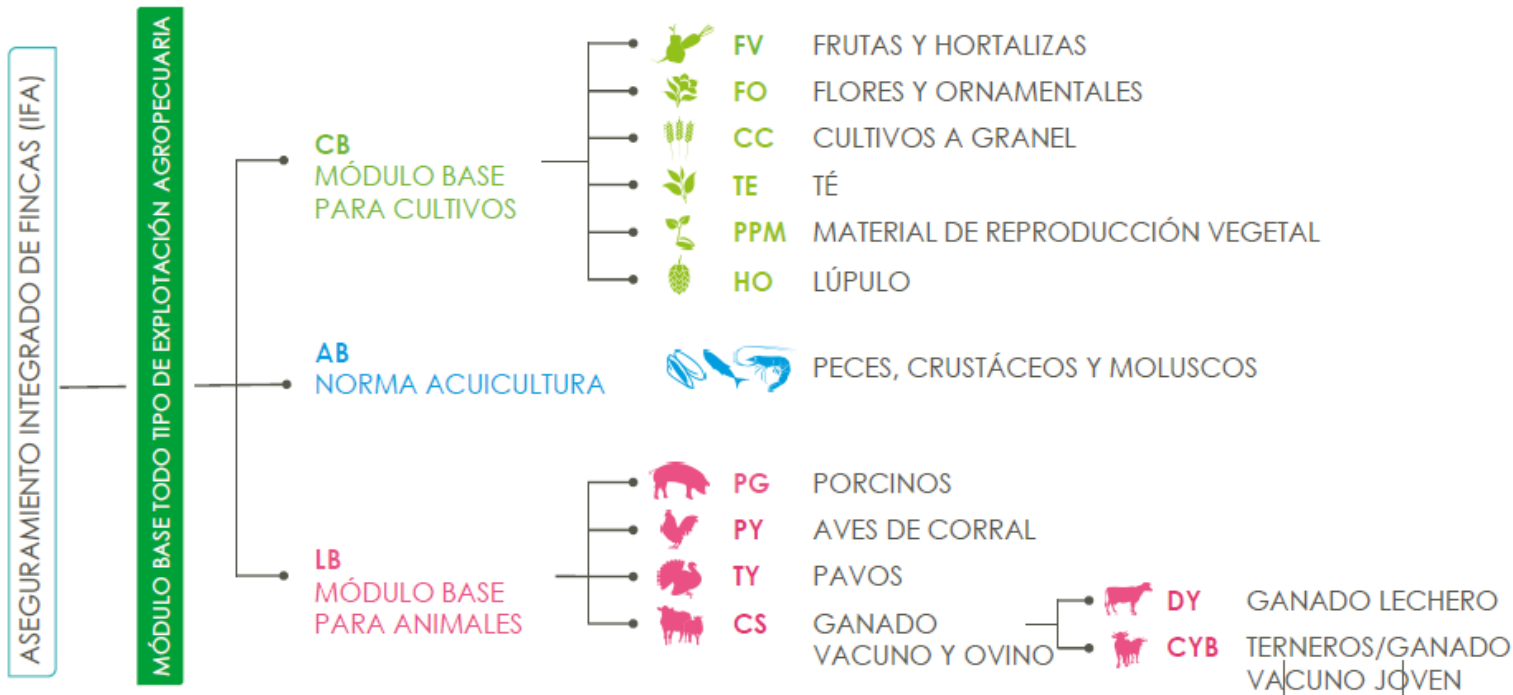 ASEGURAMIENTO INTEGRADO DE FINCAS (IFA)
MÓDULO BASE TODO TIPO DE EXPLOTACIÓN AGROPECUARIA
CB
MÓDULO BASE
PARA CULTIVOS
FV FRUTAS Y HORTALIZAS
FO FLORES Y ORNAMENTALES
CC CULTIVOS A GRANEL
TE TÉ
PPM MATERIAL DE REPRODUCCIÓN VEGETAL
HO LÚPULO
AB
NORMA ACUICULTURA
PECES, CRUSTÁCEOS Y MOLUSCOS
LB
MÓDULO BASE
PARA ANIMALES
PG PORCINOS
PY AVES DE CORRAL
TY PAVOS
CS GANADO
VACUNO Y OVINO
DY GANADO LECHERO
CYB TERNEROS/GANADO
VACUNO JOVEN